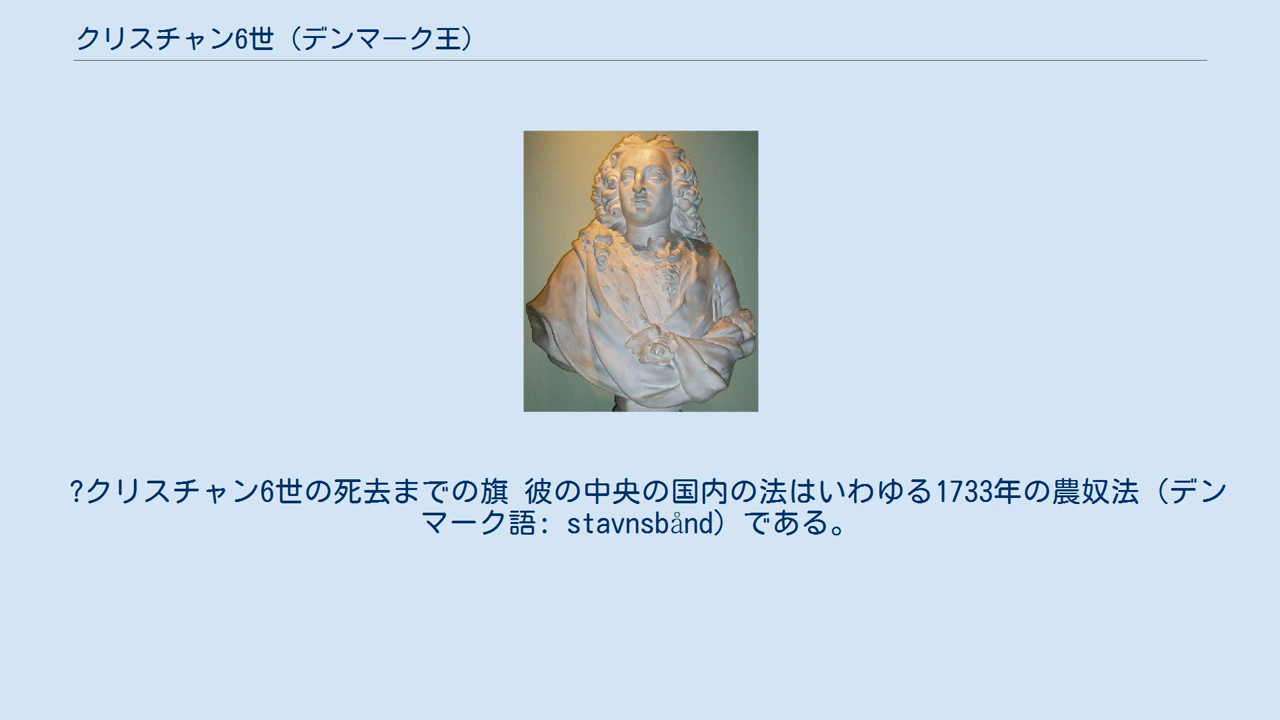 クリスチャン6世（デンマーク王）
?クリスチャン6世の死去までの旗 彼の中央の国内の法はいわゆる1733年の農奴法（デン
マーク語: stavnsbånd）である。